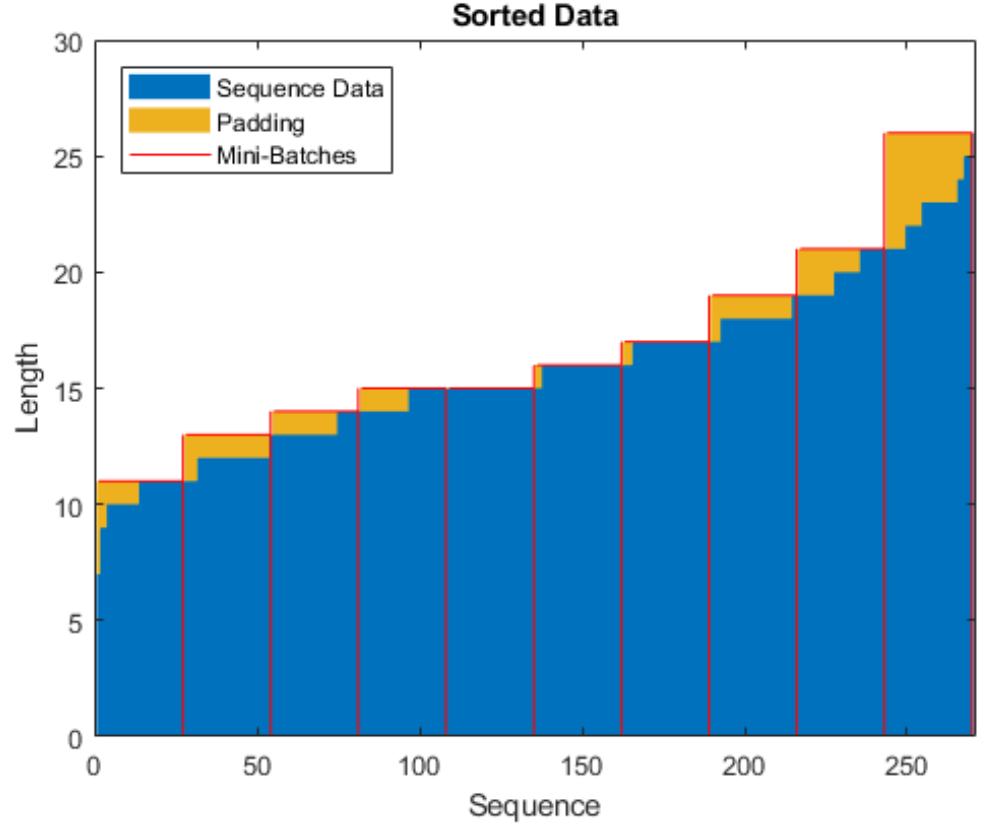 Sorted Data
30
25
20
15
10
5
0
Length
Sequence Data
Padding
Mini-Batches
0 50 100 150 200 250
Sequence